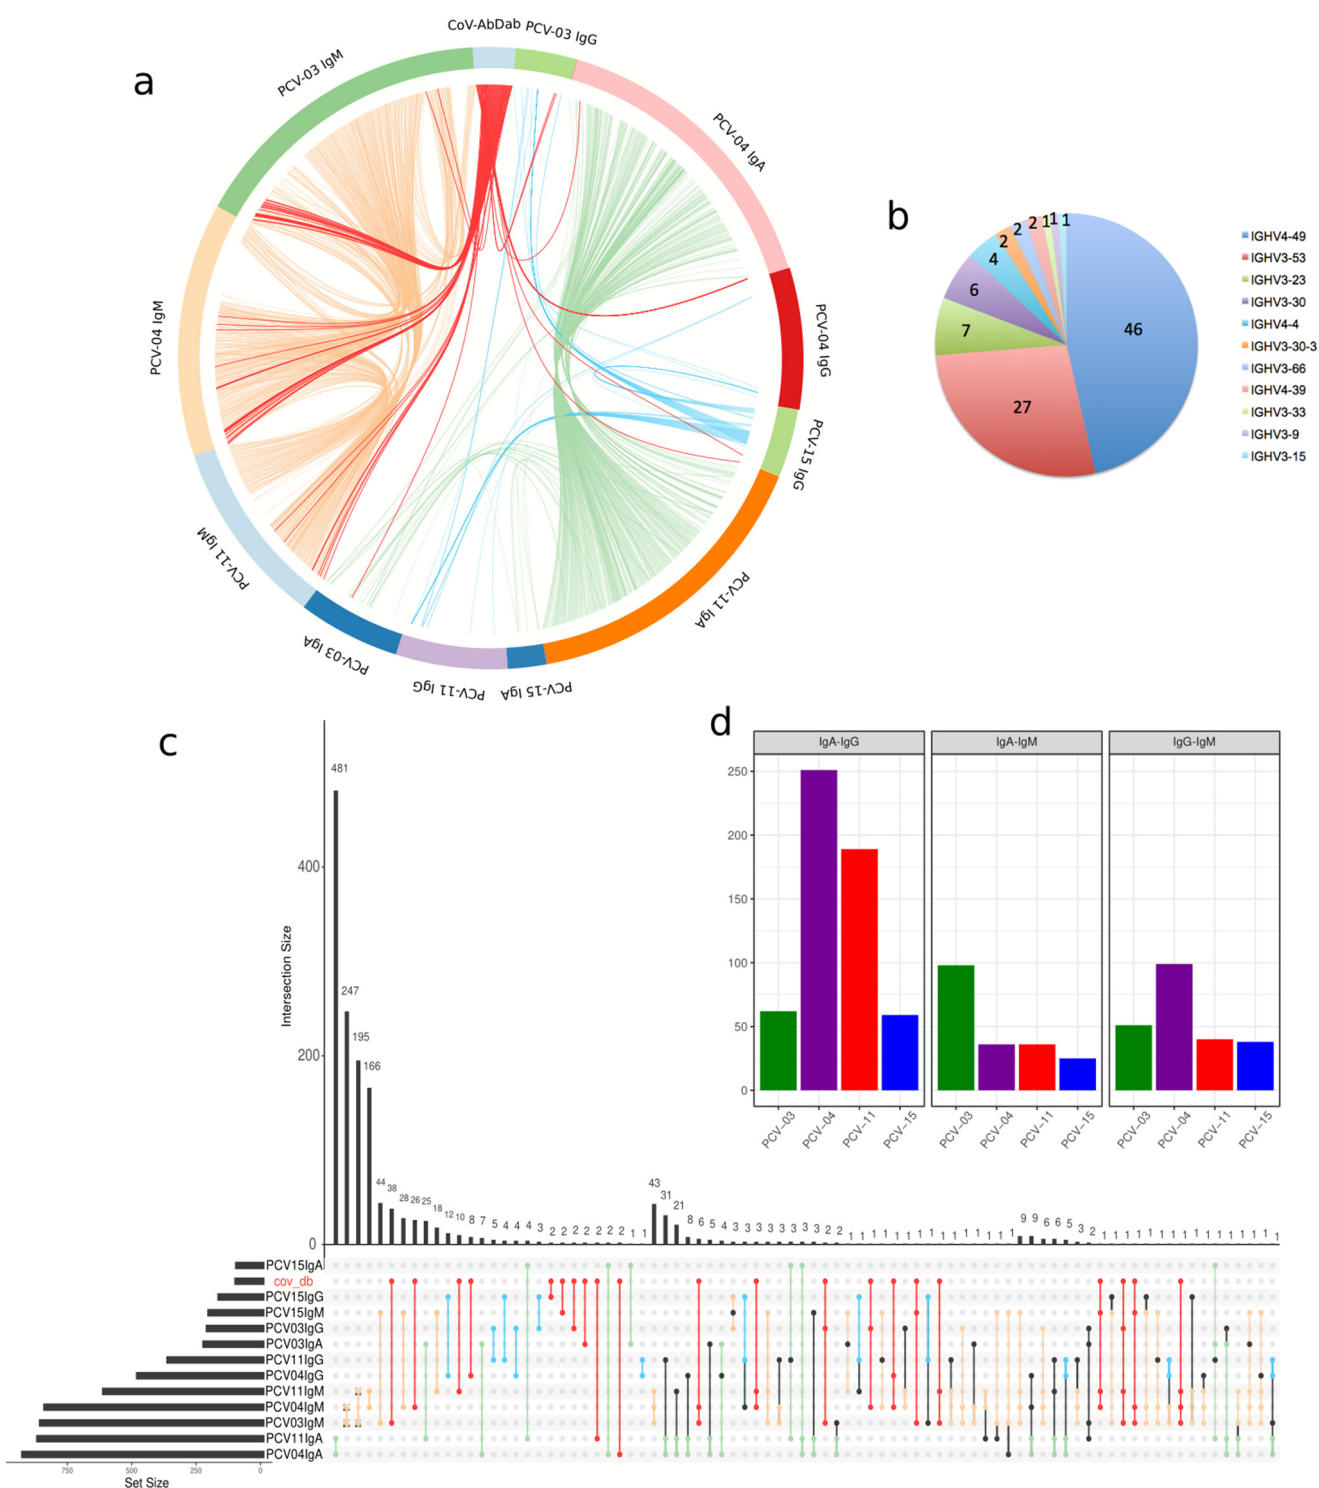 a
CoV-AbDab
PCV-03 IgG
PCV-03 IgM
PCV-04 IgA
PCV-04 IgM
PCV-04 IgG
PCV-15 IgG
PCV-11 IgM
PCV-11 IgA
PCV-03 IgA
PCV-11 IgG
PCV-15 IgA
b
46
27
7
6
4
2
2
2
1
1
1
IGHV4-49
IGHV3-53
IGHV3-23
IGHV3-30
IGHV4-4
IGHV3-30-3
IGHV3-66
IGHV4-39
IGHV3-33
IGHV3-9
IGHV3-15
c
Intersection Size
400
200
0
481
247
195
166
44 38 28 26 25 18 12 10 8 7 5 4 4 4 3 2 2 2 2 2 2 2 1 1
43 31 21 8 6 5 4 3 3 3 3 3 3 3 2 2 1 1 1 1 1 1 1 1 1 1 1 1 1 1 1
9 9 6 6 5 3 2 1 1 1 1 1 1 1 1 1 1 1 1 1 1 1 1
PCV15IgA
cov_db
PCV15IgG
PCV15IgM
PCV03IgG
PCV03IgA
PCV11IgG
PCV04IgG
PCV11IgM
PCV04IgM
PCV03IgM
PCV11IgA
PCV04IgA
750 500 250 0
Set Size
d
IgA-IgG
IgA-IgM
IgG-IgM
250
200
150
100
50
0
PCV-03 PCV-04 PCV-11 PCV-15
PCV-03 PCV-04 PCV-11 PCV-15
PCV-03 PCV-04 PCV-11 PCV-15